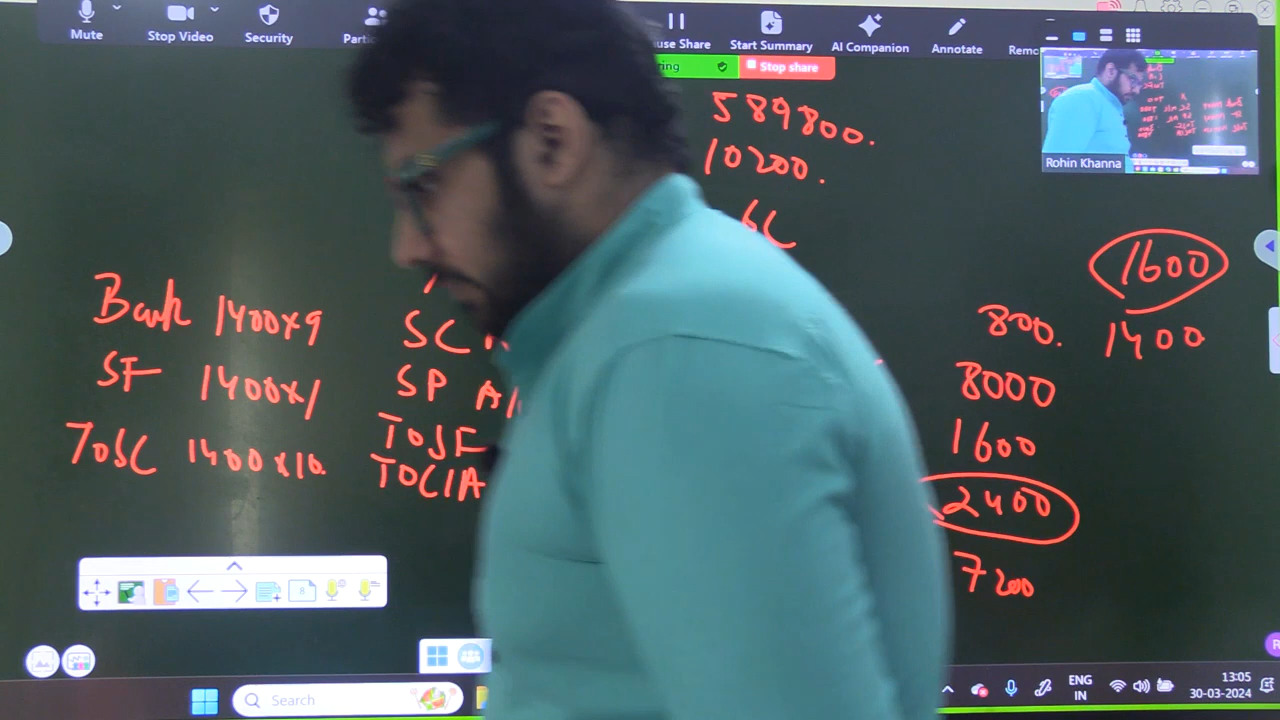 Mute
Stop Video
Security
Start Summary
AI Companion
Annotate
Stop share
Rohin Khanna
589800.
10200.
1600
800. 1400
Bank 1400x9
SC
SF 1400x1
SP
8000
TOSC 1400x10.
TOSF
1600
TOCIA
2400
7200
8
Search
ENG
IN
13:05
30-03-2024